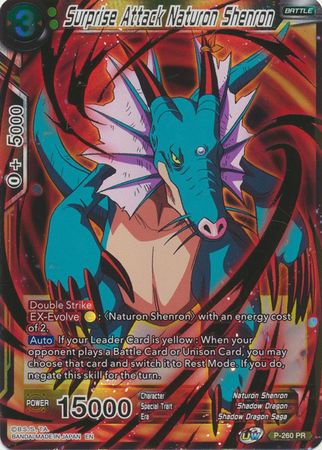 3
Surprise Attack Naturon Shenron
BATTLE
0 + 5000
Double Strike
EX-Evolve : 《Naturon Shenron》 with an energy cost
of 2.
Auto If your Leader Card is yellow : When your
opponent plays a Battle Card or Unison Card, you may
choose that card and switch it to Rest Mode. If you do,
negate this skill for the turn.
POWER 15000
Character Naturon Shenron
Special Trait Shadow Dragon
Era Shadow Dragon Saga
©B.S./S., T.A.
BANDAI MADE IN JAPAN EN
UW
P-260 PR